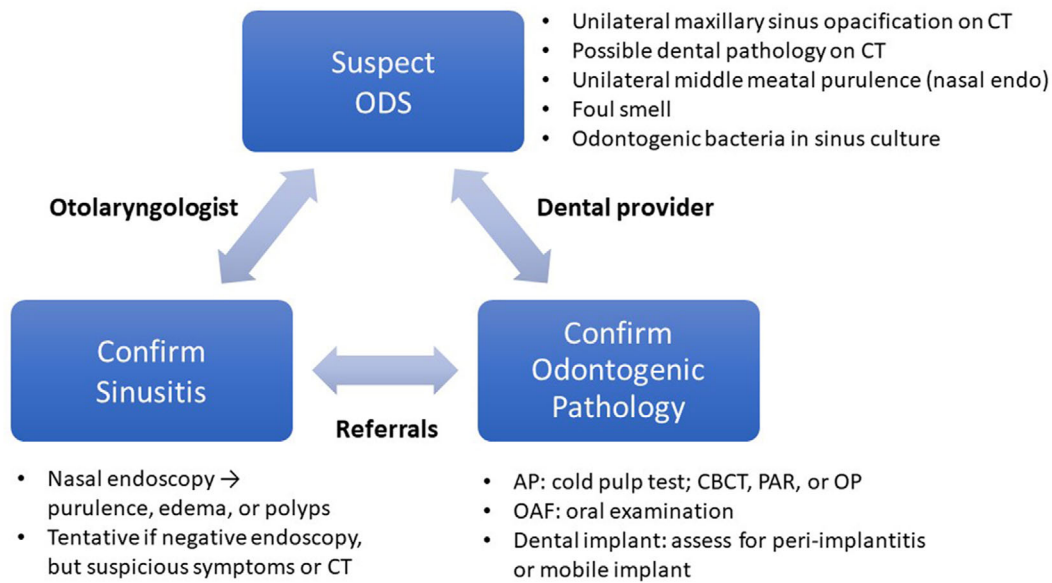 Suspect
ODS
• Unilateral maxillary sinus opacification on CT
• Possible dental pathology on CT
• Unilateral middle meatal purulence (nasal endo)
• Foul smell
• Odontogenic bacteria in sinus culture
Otolaryngologist
Dental provider
Confirm
Sinusitis
Confirm
Odontogenic
Pathology
Referrals
• Nasal endoscopy →
purulence, edema, or polyps
• Tentative if negative endoscopy,
but suspicious symptoms or CT
• AP: cold pulp test; CBCT, PAR, or OP
• OAF: oral examination
• Dental implant: assess for peri-implantitis
or mobile implant